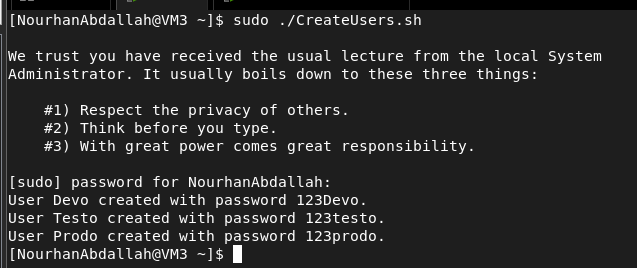 [NourhanAbdallah@VM3 ~]$ sudo ./CreateUsers.sh
We trust you have received the usual lecture from the local System
Administrator. It usually boils down to these three things:
#1) Respect the privacy of others.
#2) Think before you type.
#3) With great power comes great responsibility.
[sudo] password for NourhanAbdallah:
User Devo created with password 123Devo.
User Testo created with password 123testo.
User Prodo created with password 123prodo.
[NourhanAbdallah@VM3 ~]$